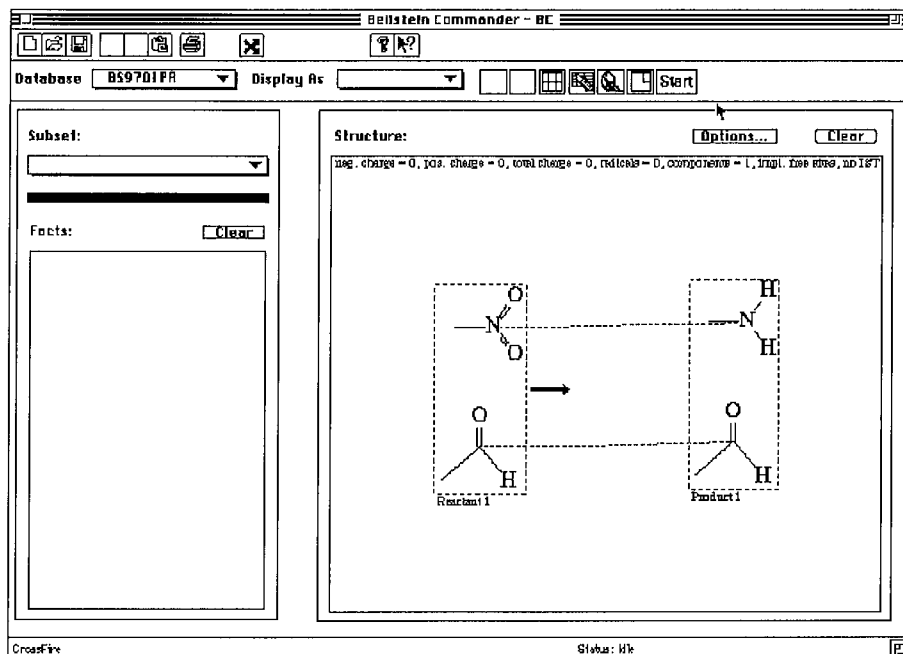 Beilstein Commander - BC
Database BS9701PR Display As Start
Subset:
Structure: Options... Clear
neg. charge = 0, pos. charge = 0, total charge = 0, radicals = 0, components = 1, impl. free sites, no IST
Facts: Clear
O H
N N
O H
O O
H H
Reactant 1 Product 1
CrossFire Status: Idle